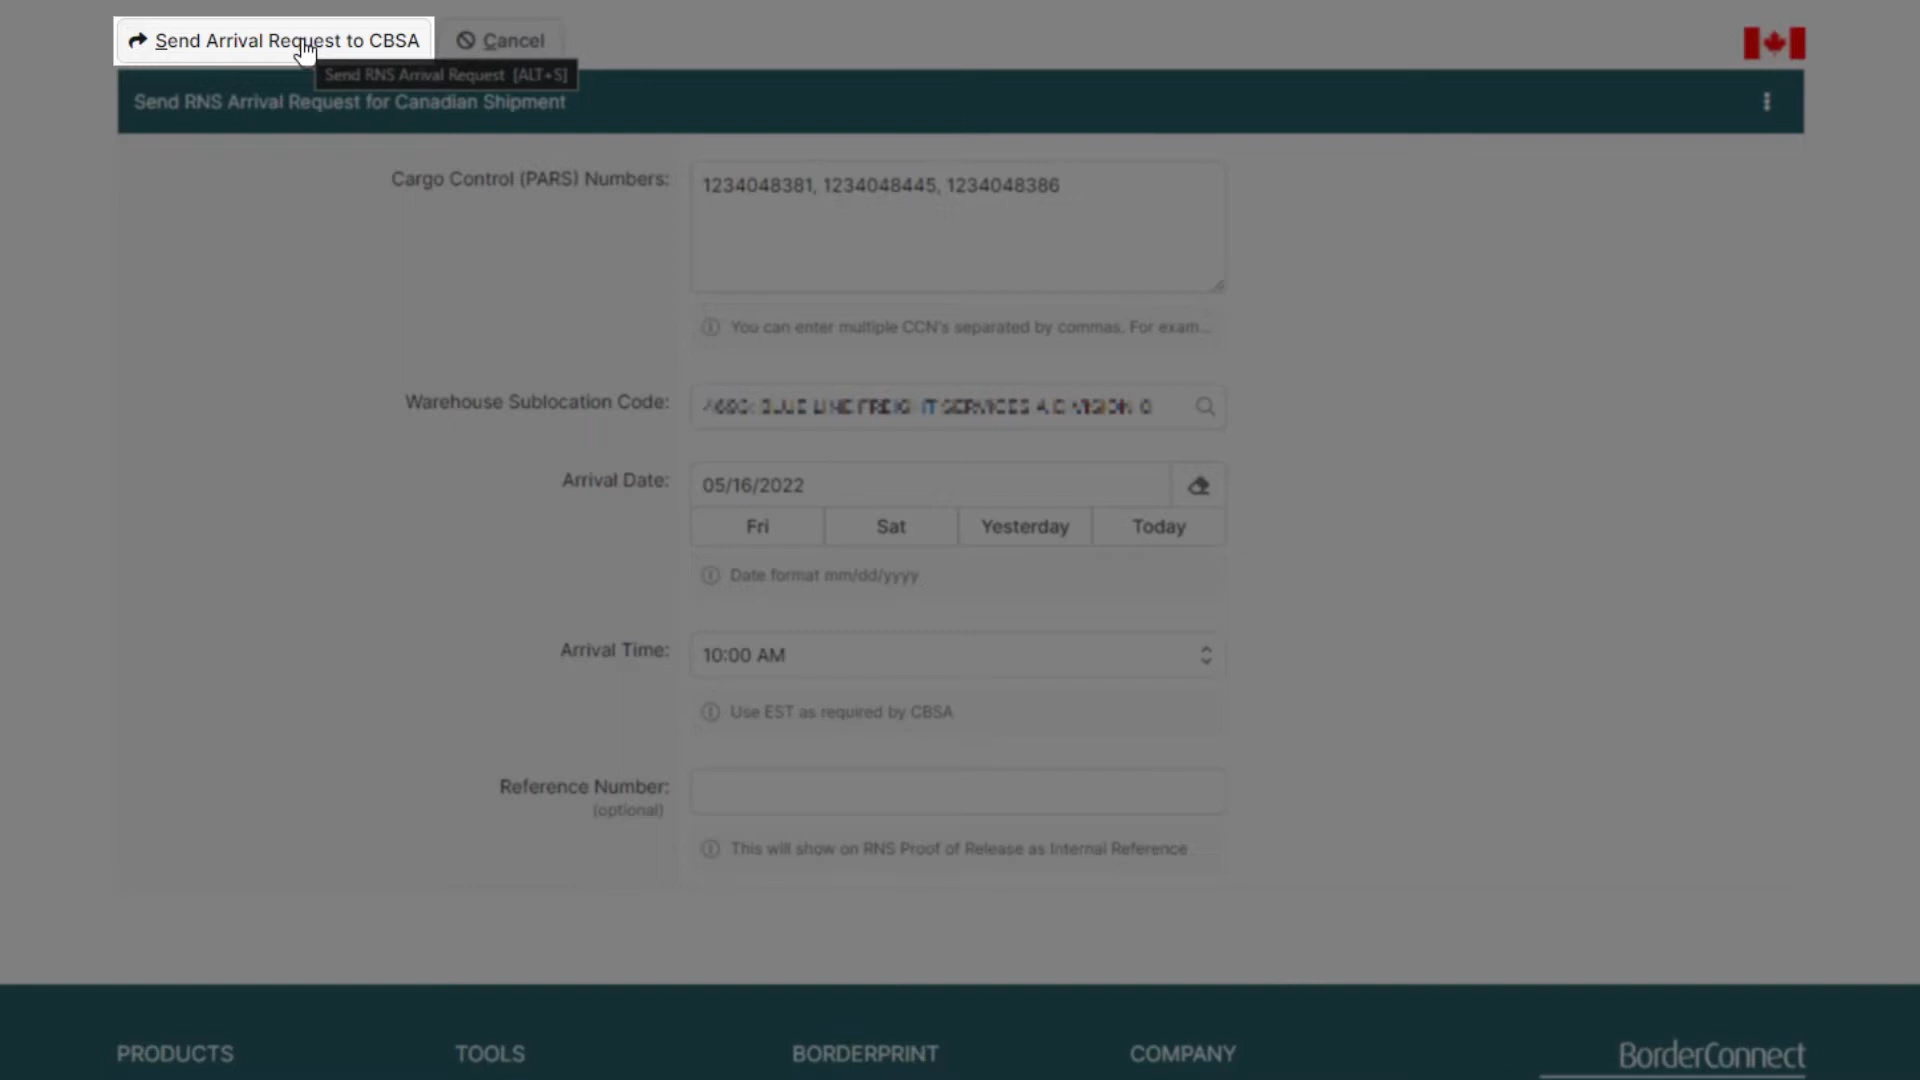 Send Arrival Request to CBSA
Cancel
Send RNS Arrival Request [ALT+S]
Send RNS Arrival Request for Canadian Shipment
Cargo Control (PARS) Numbers:
1234048381, 1234048445, 1234048386
You can enter multiple CCN's separated by commas. For exam...
Warehouse Sublocation Code:
Arrival Date:
05/16/2022
Fri Sat Yesterday Today
Date format mm/dd/yyyy
Arrival Time:
10:00 AM
Use EST as required by CBSA
Reference Number:
(optional)
This will show on RNS Proof of Release as Internal Reference
PRODUCTS TOOLS BORDERPRINT COMPANY BorderConnect